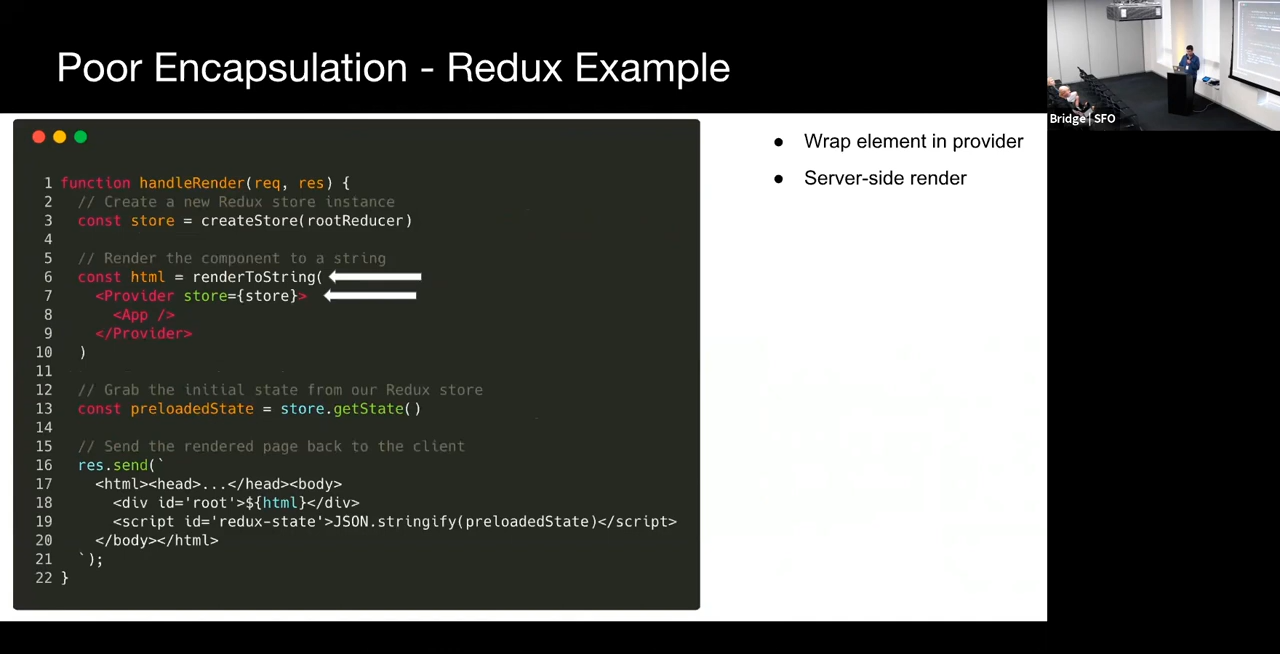 Poor Encapsulation - Redux Example
1 function handleRender(req, res) {
2 // Create a new Redux store instance
3 const store = createStore(rootReducer)
4
5 // Render the component to a string
6 const html = renderToString(
7 <Provider store={store}>
8 <App />
9 </Provider>
10 )
11
12 // Grab the initial state from our Redux store
13 const preloadedState = store.getState()
14
15 // Send the rendered page back to the client
16 res.send(`
17 <html><head>...</head><body>
18 <div id='root'>${html}</div>
19 <script id='redux-state'>JSON.stringify(preloadedState)</script>
20 </body></html>
21 `);
22 }
● Wrap element in provider
● Server-side render
Bridge | SFO